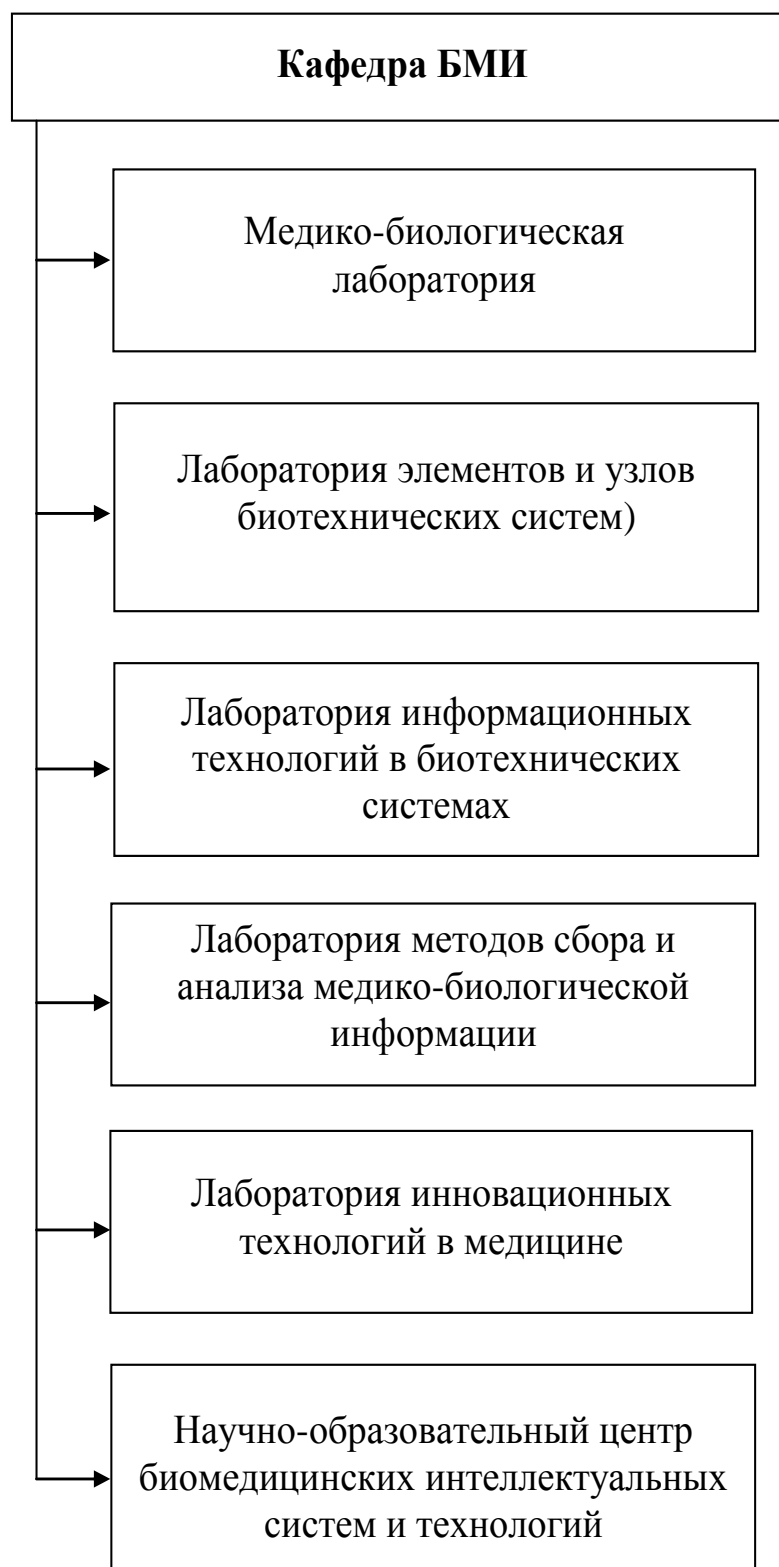 Кафедра БМИ
Медико-биологическая
лаборатория
Лаборатория элементов и узлов
биотехнических систем)
Лаборатория информационных
технологий в биотехнических
системах
Лаборатория методов сбора и
анализа медико-биологической
информации
Лаборатория инновационных
технологий в медицине
Научно-образовательный центр
биомедицинских интеллектуальных
систем и технологий